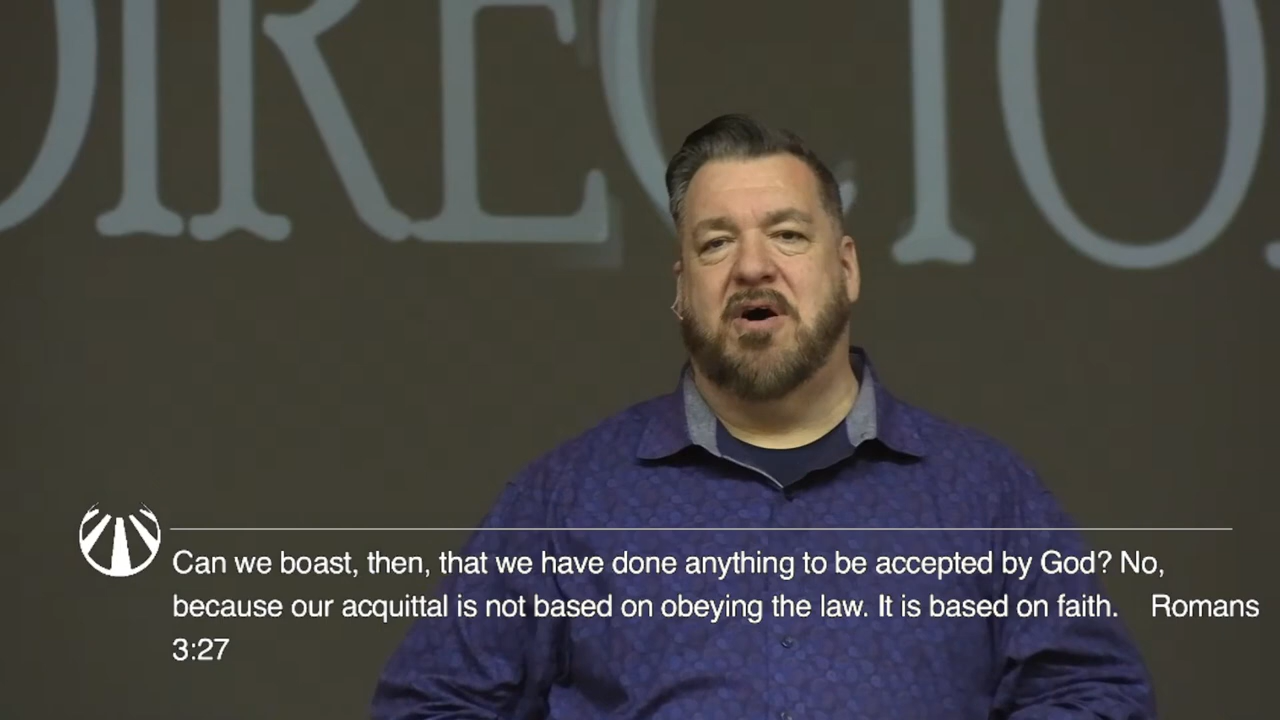 DIRECTO
Can we boast, then, that we have done anything to be accepted by God? No,
because our acquittal is not based on obeying the law. It is based on faith. Romans
3:27